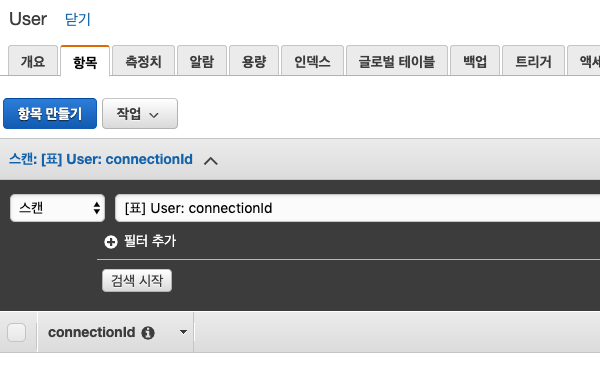 User 닫기
개요 항목 측정치 알람 용량 인덱스 글로벌 테이블 백업 트리거
항목 만들기 작업
스캔: [표] User: connectionId
스캔 [표] User: connectionId
필터 추가
검색 시작
connectionId